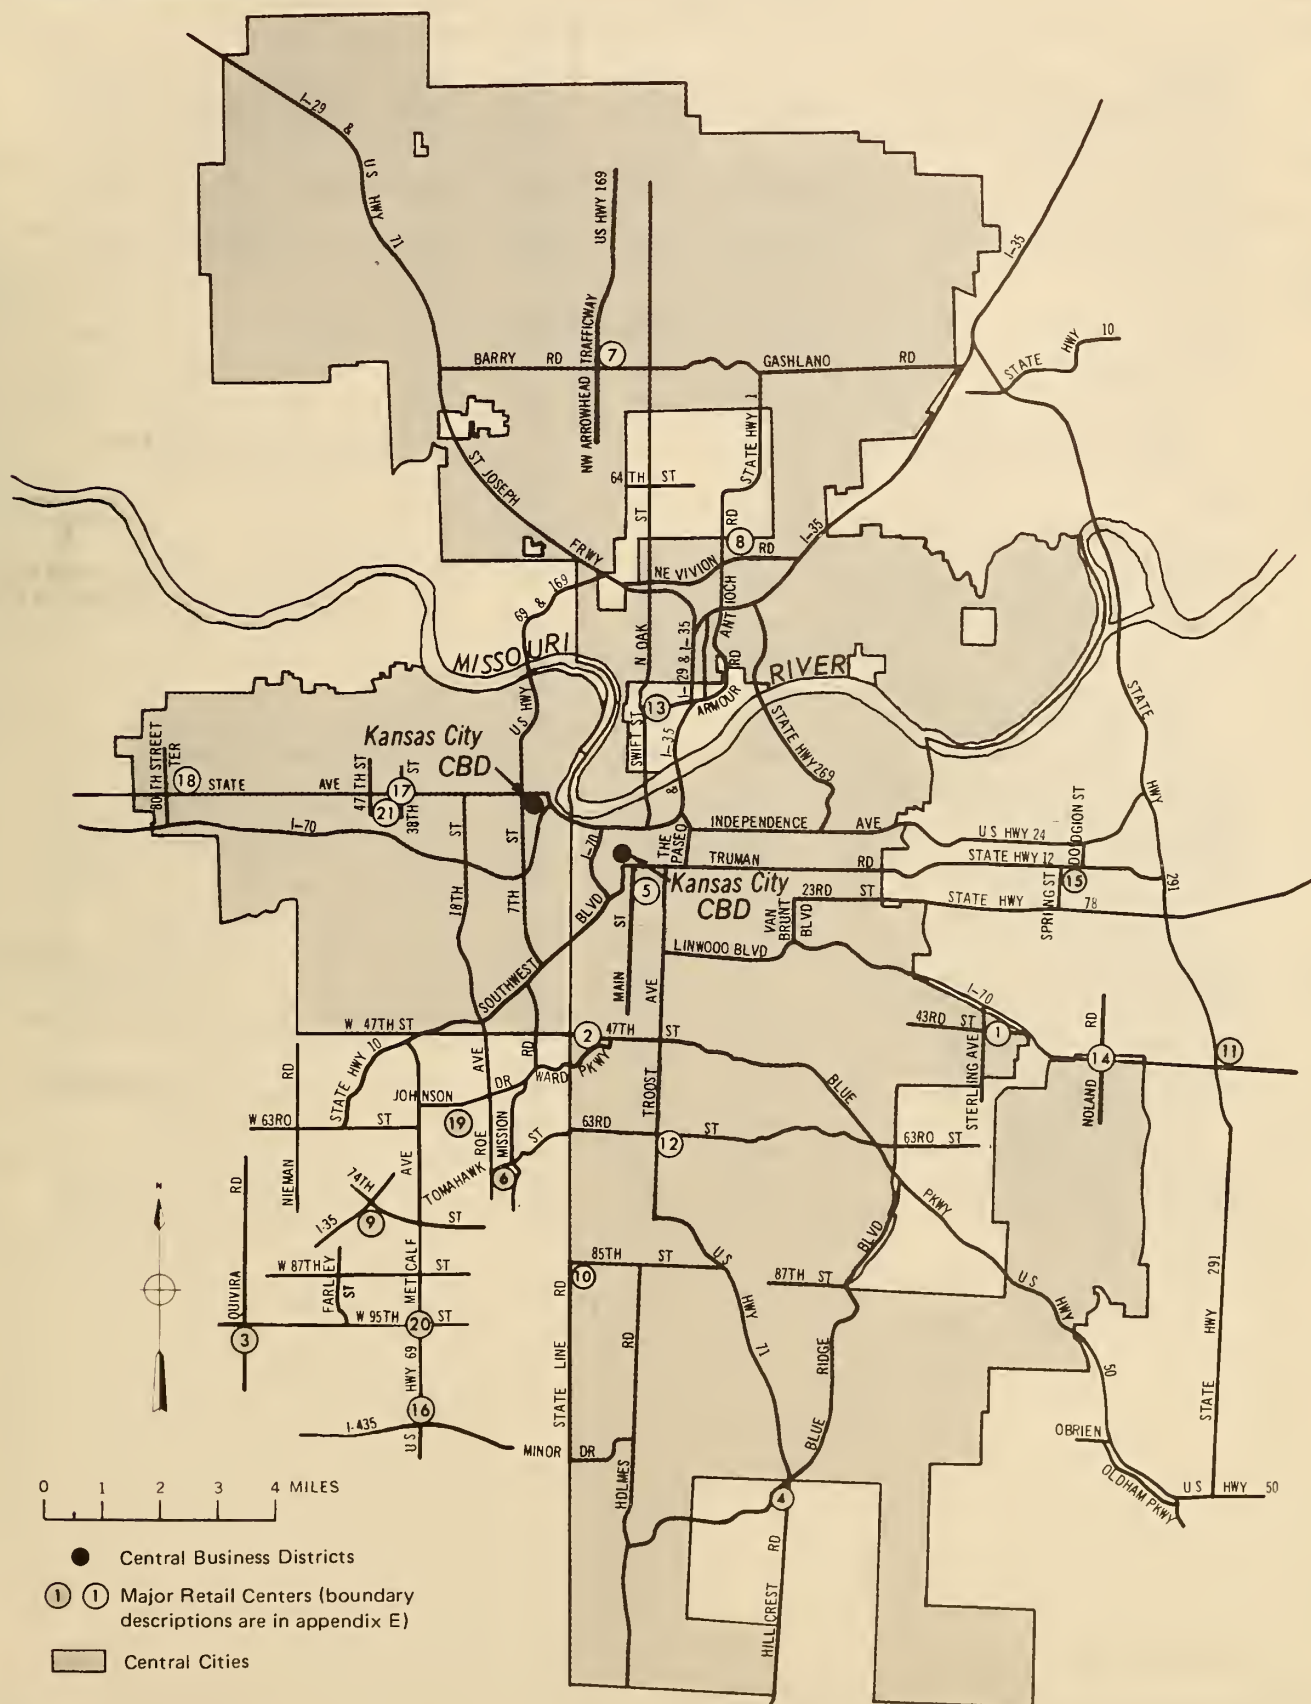 I-29 & US HWY 71
US HWY 169
NW ARROWHEAD TRAFFICWAY
I-35
BARRY RD
7
GASHLAND RD
STATE HWY 10
STATE HWY 1
ST JOSEPH FRWY
64 TH ST
8
RD
I-35
NE VIVION RD
69 & 169
ANTIOCH RD
N OAK ST
I-29 & I-35
MISSOURI RIVER
ARMOUR
13
SWIFT ST
I-35 &
STATE HWY 269
STATE HWY 291
US HWY
Kansas City
CBD
80TH STREET
TER
18
STATE AVE
47 TH ST
17
21
38TH ST
I-70
18TH ST
7TH ST
I-70
THE PASEO
INDEPENDENCE AVE
US HWY 24
DODGION ST
TRUMAN RD
STATE HWY 12
15
SPRING ST
5
Kansas City
CBD
23RD ST
STATE HWY 78
VAN BRUNT BLVD
LINWOOD BLVD
SOUTHWEST BLVD
MAIN ST
TROOST AVE
I-70
43RD ST
1
STERLING AVE
14
NOLAND RD
11
W 47TH ST
2
47TH ST
STATE HWY 10
JOHNSON DR
WARD PKWY
RD
BLUE PKWY
W 63RD ST
19
63RD ST
12
63RD ST
NIEMAN RD
ROE AVE
MISSION
TOMAHAWK
6
74TH ST
9
I-35
METCALF AVE
QUIVIRA RD
W 87TH ST
FARLEY ST
W 95TH ST
20
3
10
85TH ST
87TH ST
US HWY 71
BLUE RIDGE BLVD
US HWY 50
STATE HWY 291
STATE LINE RD
US HWY 69
16
I-435
MINOR DR
HOLMES RD
4
HILLCREST RD
OBRIEN
OLDHAM PKWY
US HWY 50
N
0 1 2 3 4 MILES
Central Business Districts
1 1 Major Retail Centers (boundary
descriptions are in appendix E)
Central Cities